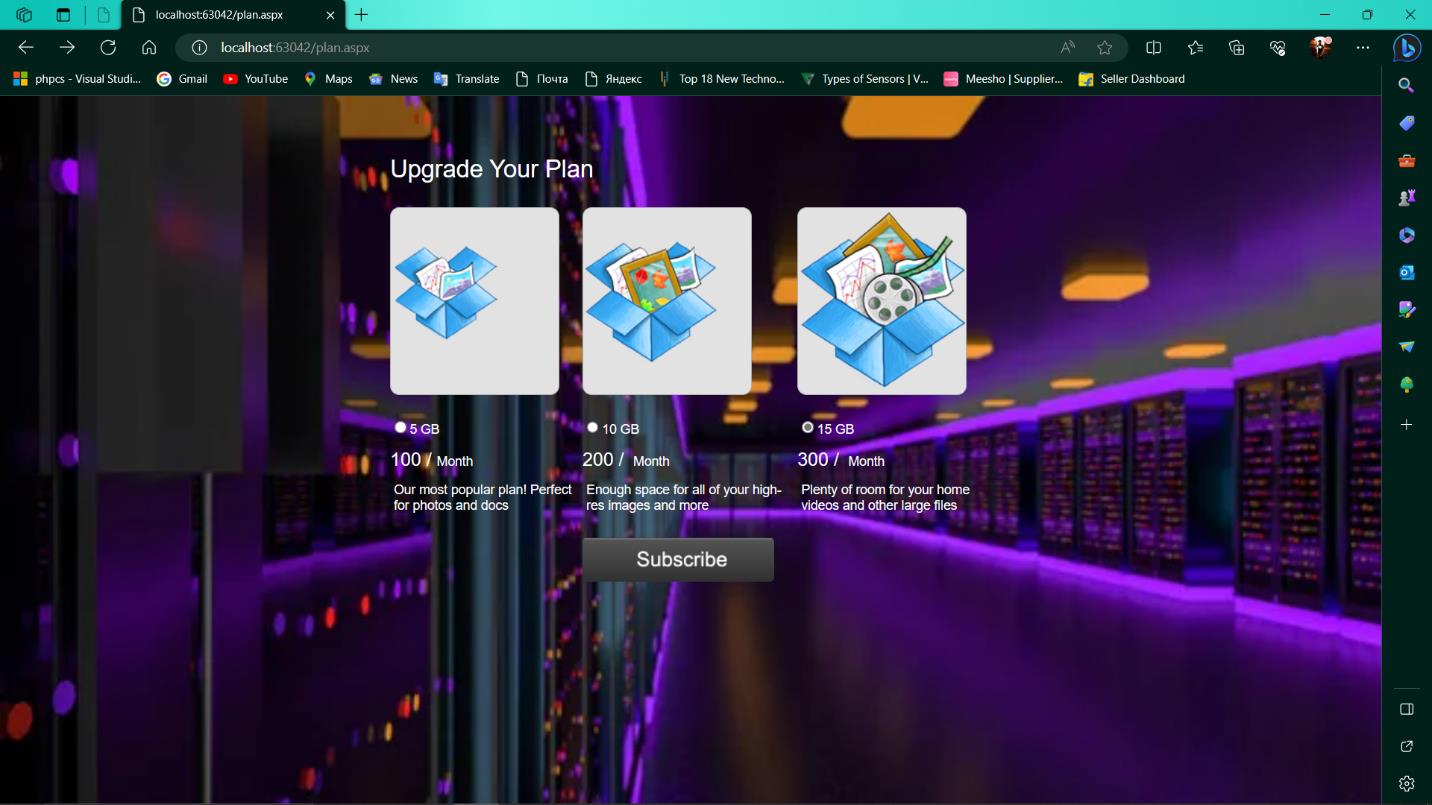 localhost:63042/plan.aspx
localhost:63042/plan.aspx
phpcs - Visual Studi...
Gmail
YouTube
Maps
News
Translate
Почта
Яндекс
Top 18 New Techno...
Types of Sensors | V...
Meesho | Supplier...
Seller Dashboard
Upgrade Your Plan
5 GB
100 / Month
Our most popular plan! Perfect
for photos and docs
10 GB
200 / Month
Enough space for all of your high-
res images and more
15 GB
300 / Month
Plenty of room for your home
videos and other large files
Subscribe